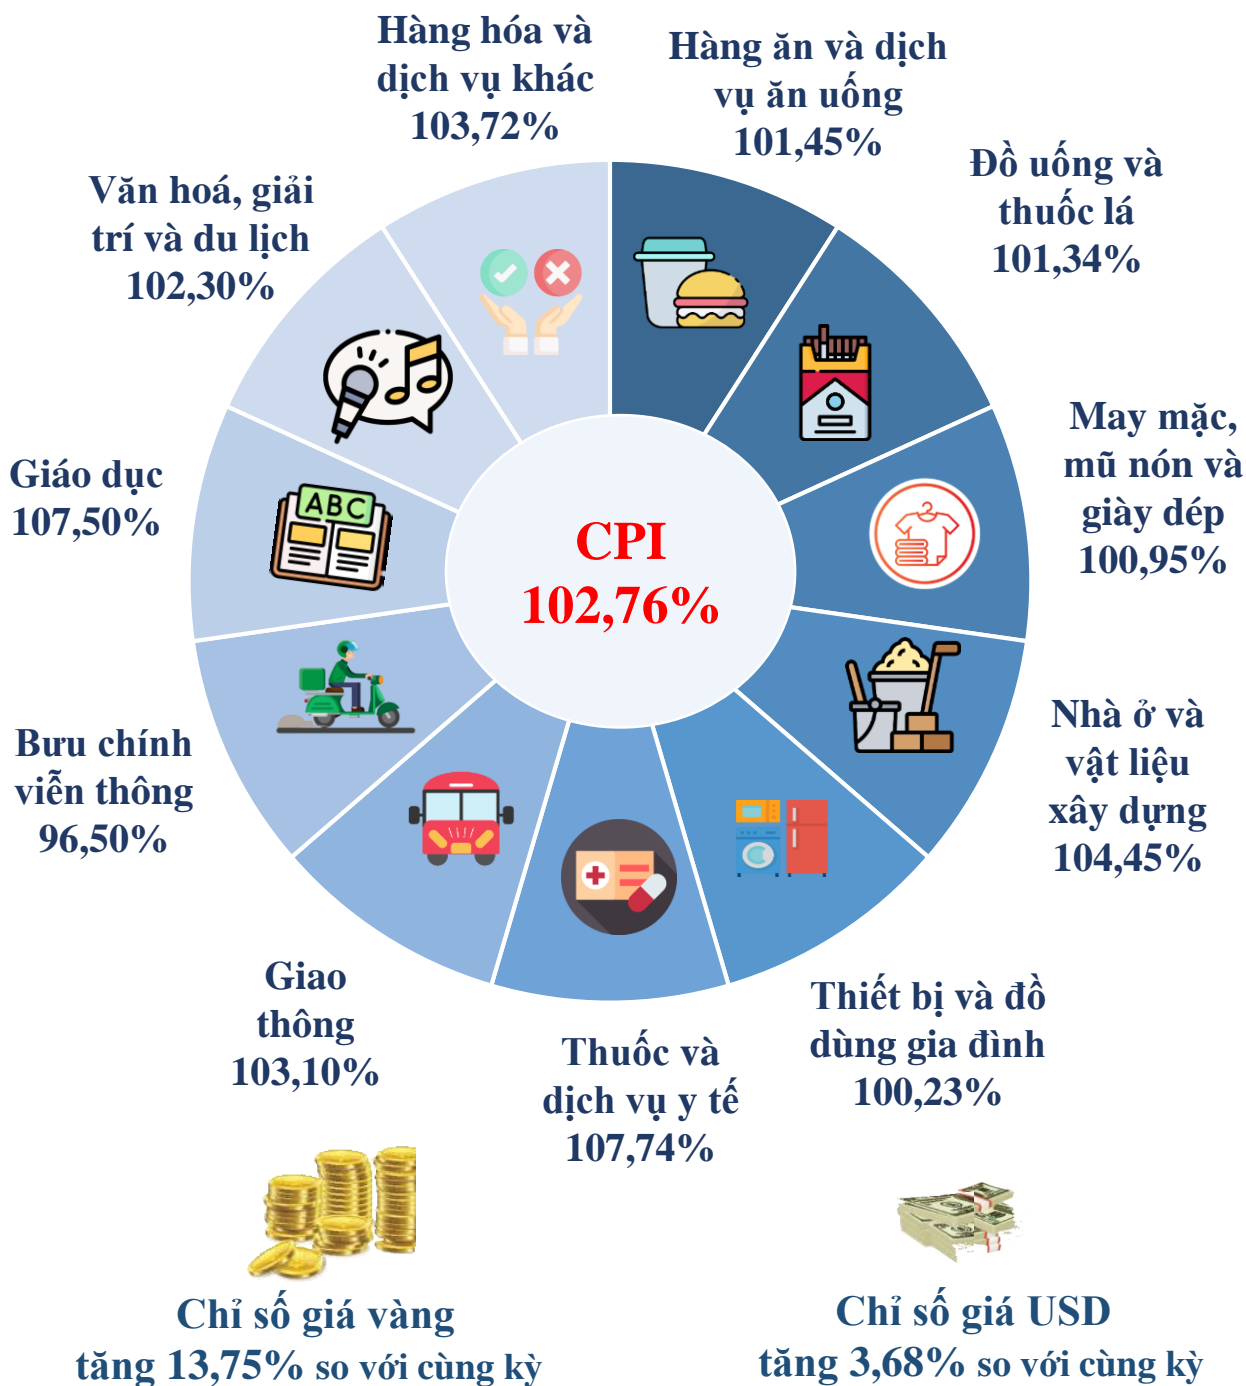 Hàng hóa và
dịch vụ khác
103,72%
Hàng ăn và dịch
vụ ăn uống
101,45%
Đồ uống và
thuốc lá
101,34%
Văn hoá, giải
trí và du lịch
102,30%
May mặc,
mũ nón và
giày dép
100,95%
Giáo dục
107,50%
ABC
CPI
102,76%
Nhà ở và
vật liệu
xây dựng
104,45%
Bưu chính
viễn thông
96,50%
Giao
thông
103,10%
Thuốc và
dịch vụ y tế
107,74%
Thiết bị và đồ
dùng gia đình
100,23%
Chỉ số giá vàng
tăng 13,75% so với cùng kỳ
Chỉ số giá USD
tăng 3,68% so với cùng kỳ